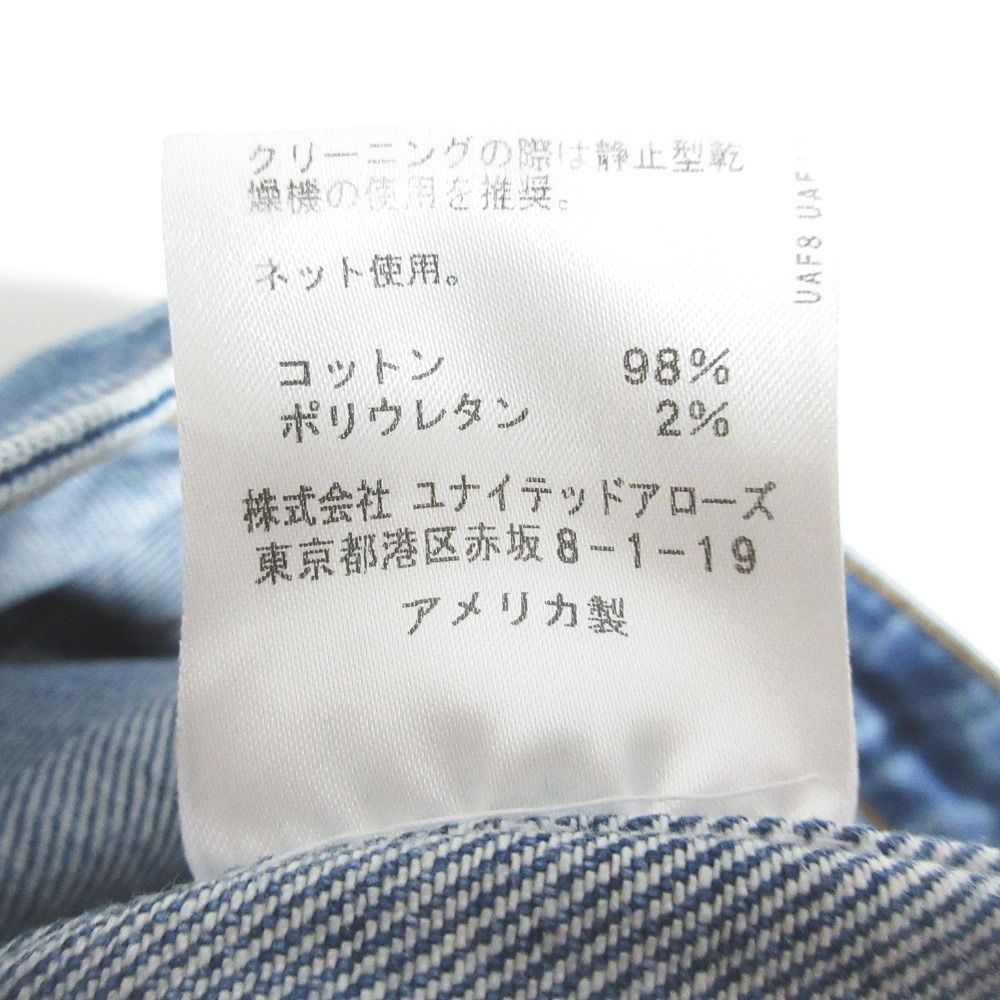 クリーニングの際は静止型乾
燥機の使用を推奨。
ネット使用。
コットン 98%
ポリウレタン 2%
株式会社 ユナイテッドアローズ
東京都港区赤坂8-1-19
アメリカ製
UAF8